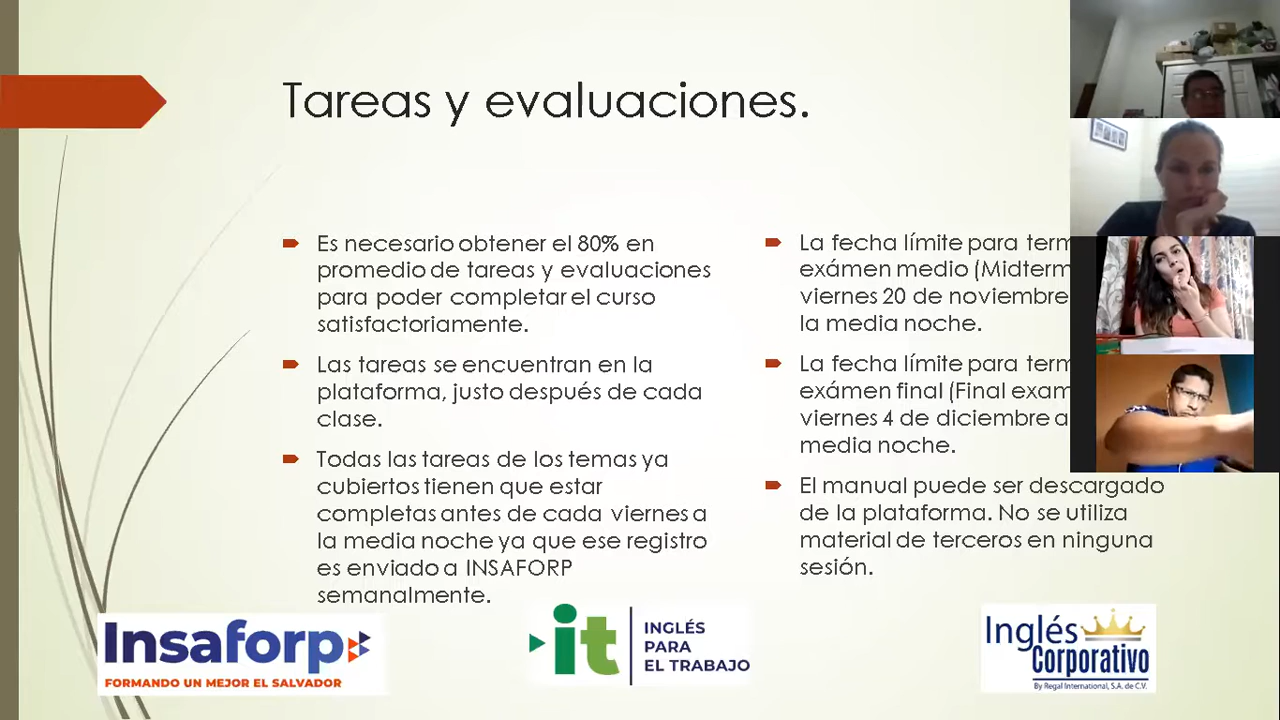 Tareas y evaluaciones.
Es necesario obtener el 80% en
promedio de tareas y evaluaciones
para poder completar el curso
satisfactoriamente.
Las tareas se encuentran en la
plataforma, justo después de cada
clase.
Todas las tareas de los temas ya
cubiertos tienen que estar
completas antes de cada viernes a
la media noche ya que ese registro
es enviado a INSAFORP
semanalmente.
La fecha límite para
exámen medio (Midterm
viernes 20 de noviembre
la media noche.
La fecha límite para
exámen final (Final exam
viernes 4 de diciembre a
media noche.
El manual puede ser descargado
de la plataforma. No se utiliza
material de terceros en ninguna
sesión.
Insaforp
FORMANDO UN MEJOR EL SALVADOR
it
INGLÉS
PARA
EL TRABAJO
Inglés
Corporativo
By Regal International, S.A. de C.V.